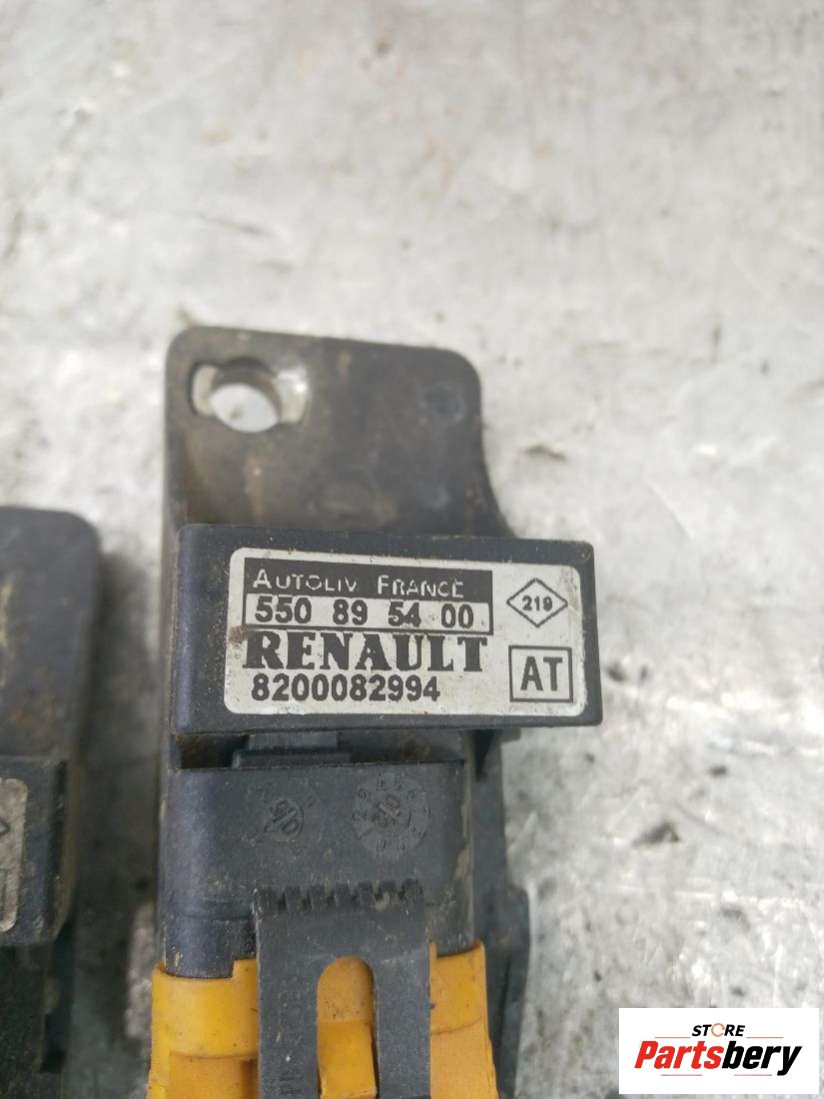 AUTOLIV FRANCE
550 89 54 00
219
RENAULT
AT
8200082994
STORE
Partsbery